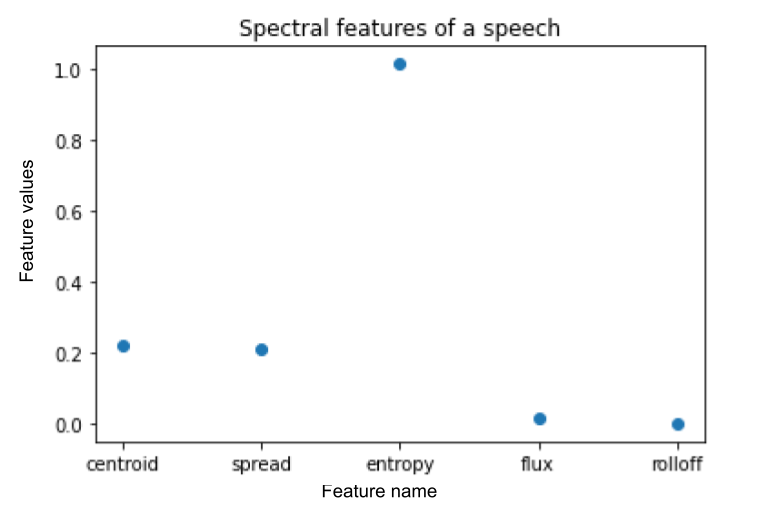 Spectral features of a speech
Feature values
1.0
0.8
0.6
0.4
0.2
0.0
centroid spread entropy flux rolloff
Feature name